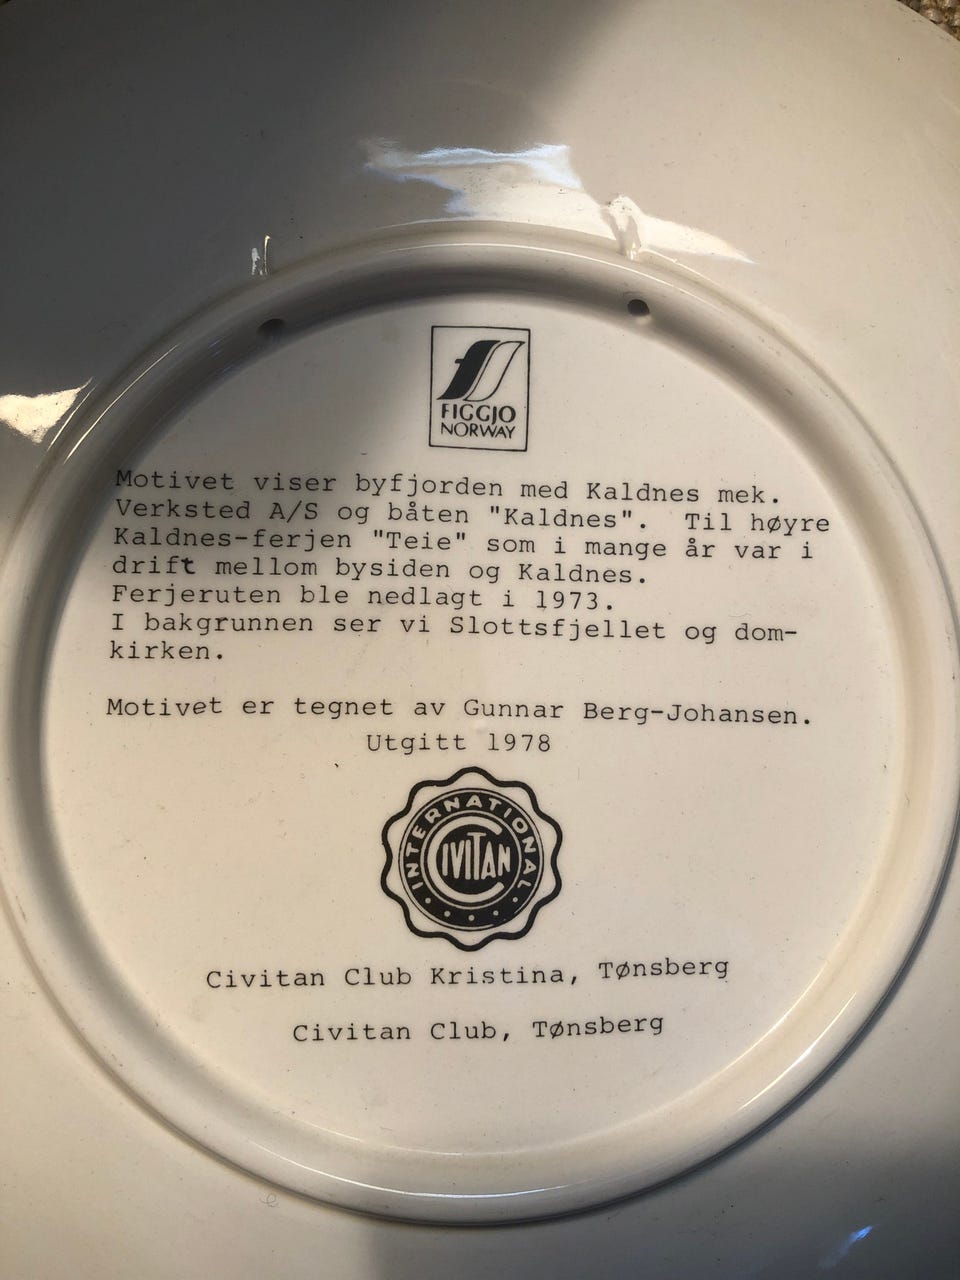 FIGGJO
NORWAY
Motivet viser byfjorden med Kaldnes mek.
Verksted A/S og båten "Kaldnes". Til høyre
Kaldnes-ferjen "Teie" som i mange år var i
drift mellom bysiden og Kaldnes.
Ferjeruten ble nedlagt i 1973.
I bakgrunnen ser vi Slottsfjellet og dom-
kirken.
Motivet er tegnet av Gunnar Berg-Johansen.
Utgitt 1978
INTERNATIONAL
CIVITAN
Civitan Club Kristina, Tønsberg
Civitan Club, Tønsberg